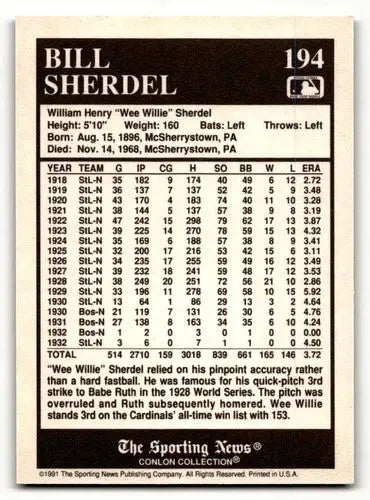 BILL
SHERDEL
194
William Henry "Wee Willie" Sherdel
Height: 5'10" Weight: 160 Bats: Left Throws: Left
Born: Aug. 15, 1896, McSherrystown, PA
Died: Nov. 14, 1968, McSherrystown, PA
YEAR TEAM G IP CG H SO BB W L ERA
1918 StL-N 35 182 9 174 40 49 6 12 2.72
1919 StL-N 36 137 7 137 52 42 5 9 3.48
1920 StL-N 43 170 4 183 74 40 11 10 3.28
1921 StL-N 38 144 5 137 57 38 9 8 3.19
1922 StL-N 47 242 15 298 79 62 17 13 3.87
1923 StL-N 39 225 14 270 78 59 15 13 4.32
1924 StL-N 35 169 6 188 57 38 8 9 3.41
1925 StL-N 32 200 17 216 53 42 15 6 3.11
1926 StL-N 34 235 17 255 59 49 16 12 3.49
1927 StL-N 39 232 18 241 59 48 17 12 3.53
1928 StL-N 38 249 20 251 72 56 21 10 2.86
1929 StL-N 33 196 11 278 69 58 10 15 5.92
1930 StL-N 13 64 1 86 29 13 3 2 4.64
1930 Bos-N 21 119 7 131 26 30 6 5 4.76
1931 Bos-N 27 138 8 163 34 35 6 10 4.24
1932 Bos-N 1 2 0 3 0 1 0 0 0.00
1932 StL-N 3 6 0 7 1 1 0 0 4.50
TOTAL 514 2710 159 3018 839 661 165 146 3.72
"Wee Willie" Sherdel relied on his pinpoint accuracy rather
than a hard fastball. He was famous for his quick-pitch 3rd
strike to Babe Ruth in the 1928 World Series. The pitch
was overruled and Ruth subsequently homered. Wee Willie
stands 3rd on the Cardinals' all-time win list with 153.
The Sporting News®
CONLON COLLECTION®
©1991 The Sporting News Publishing Company. All Rights Reserved. Printed in U.S.A.